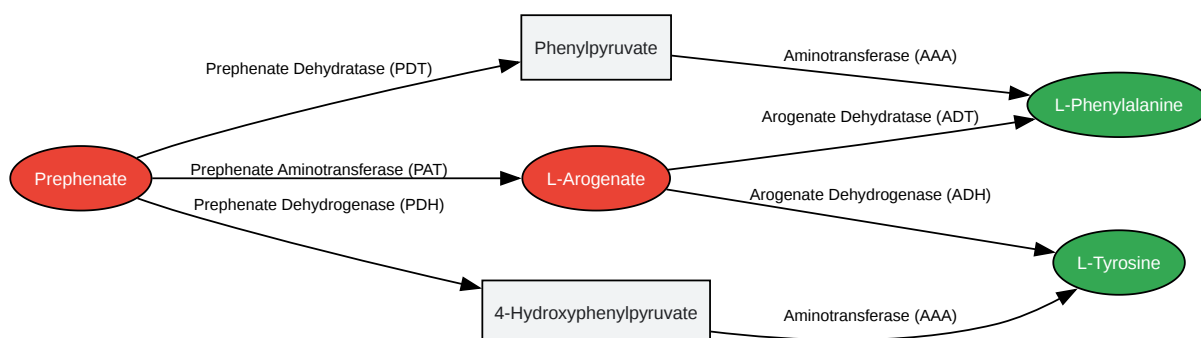 Phenylpyruvate
Prephenate Dehydratase (PDT)
Aminotransferase (AAA)
L-Phenylalanine
Arogenate Dehydratase (ADT)
Prephenate
Prephenate Aminotransferase (PAT)
L-Arogenate
Arogenate Dehydrogenase (ADH)
Prephenate Dehydrogenase (PDH)
L-Tyrosine
4-Hydroxyphenylpyruvate
Aminotransferase (AAA)